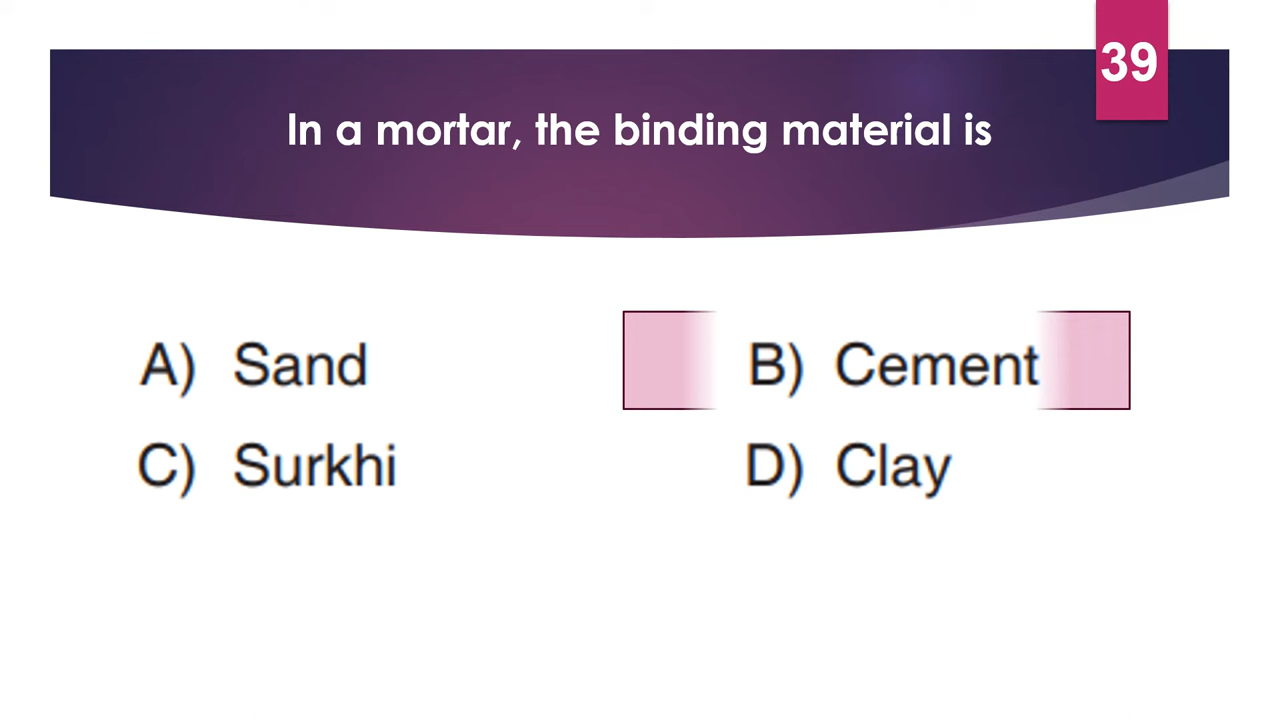 39
In a mortar, the binding material is
A) Sand
B) Cement
C) Surkhi
D) Clay